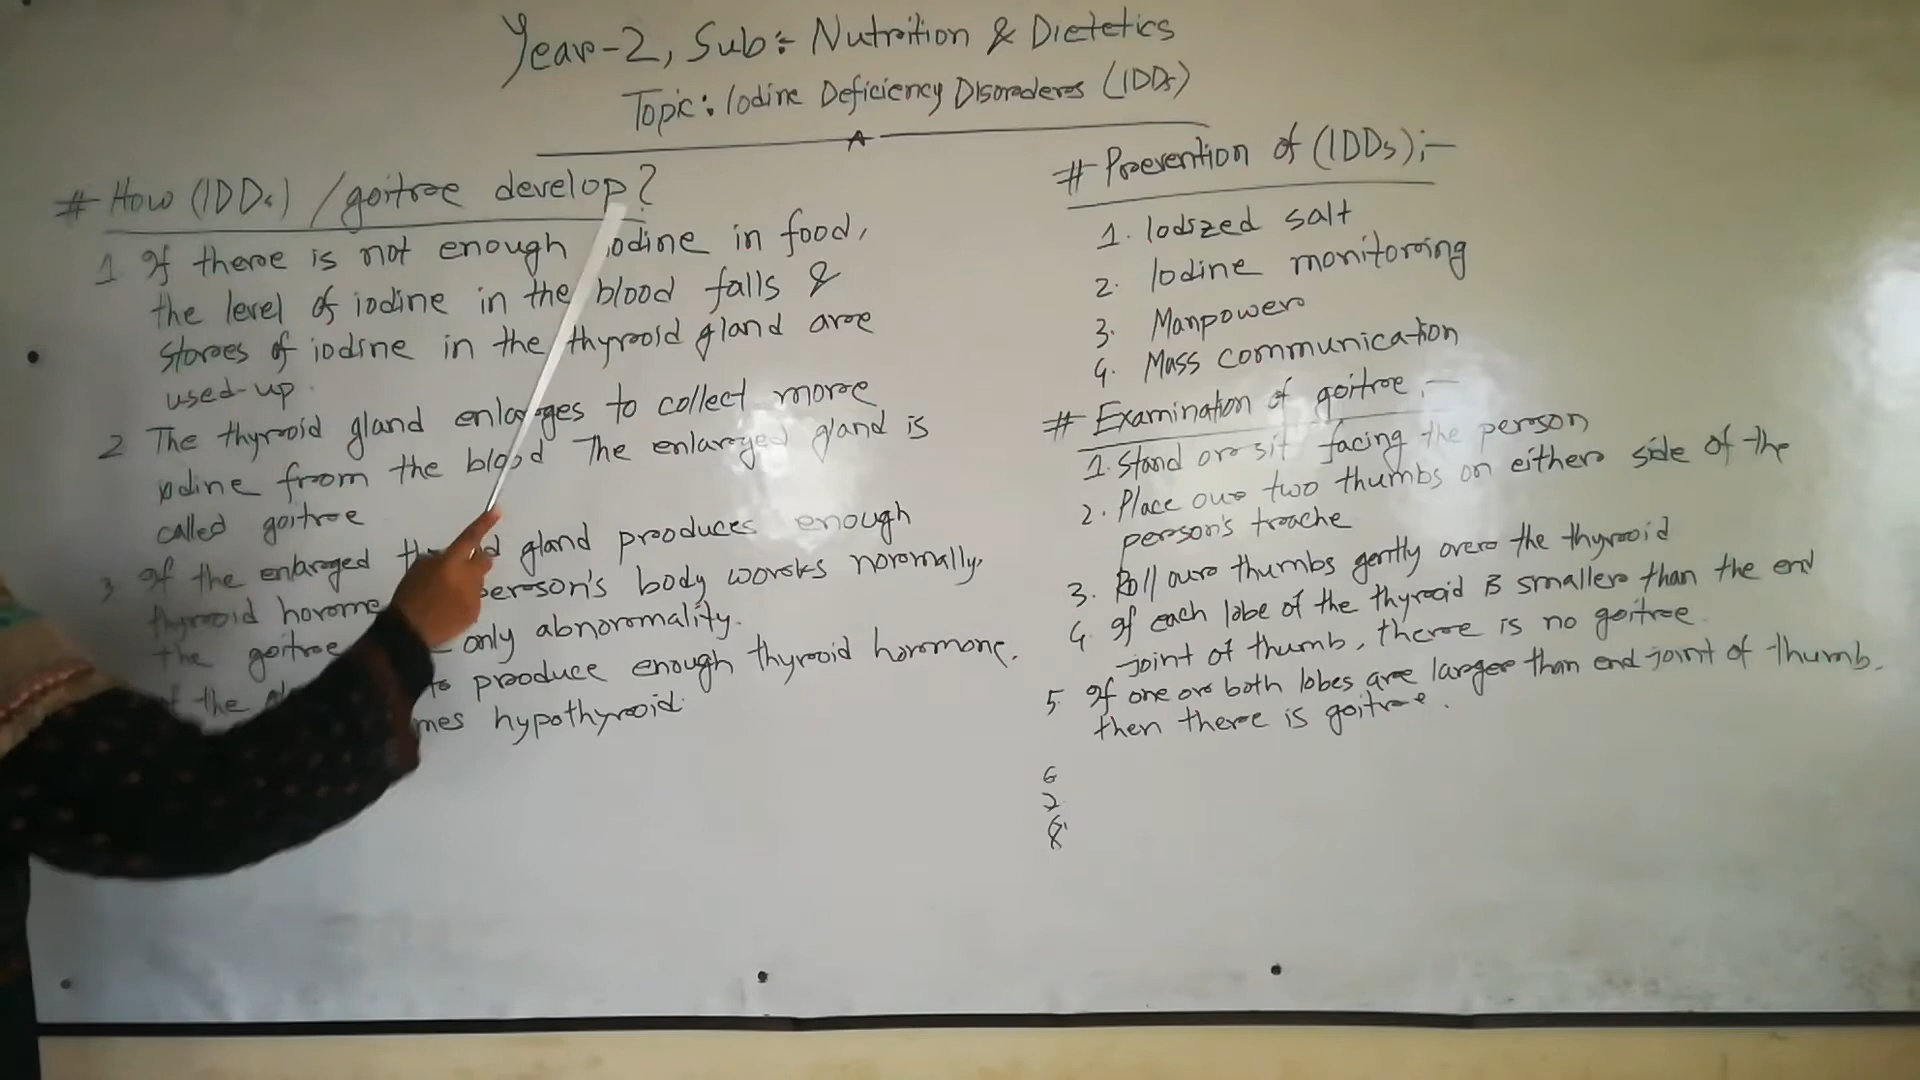 Year-2, Sub:- Nutrition & Dietetics
Topic: Iodine Deficiency Disorders (IDDs)
# How (IDDs) / goitre develop?
1 If there is not enough iodine in food,
the level of iodine in the blood falls &
stores of iodine in the thyroid gland are
used-up.
2 The thyroid gland enlarges to collect more
iodine from the blood The enlarged gland is
called goitre
3 If the enlarged gland produces enough
thyroid person's body works normally.
the goitre only abnormality.
the to produce enough thyroid hormone.
hypothyroid.
# Prevention of (IDDs);-
1. Iodized salt
2. Iodine monitoring
3. Manpower
4. Mass communication
# Examination of goitre :-
1. Stand or sit facing the person
2. Place our two thumbs on either side of the
person's trache
3. Roll our thumbs gently over the thyroid
4. If each lobe of the thyroid is smaller than the end
joint of thumb, there is no goitre.
5. If one or both lobes are larger than end joint of thumb.
then there is goitre.
6
7
8